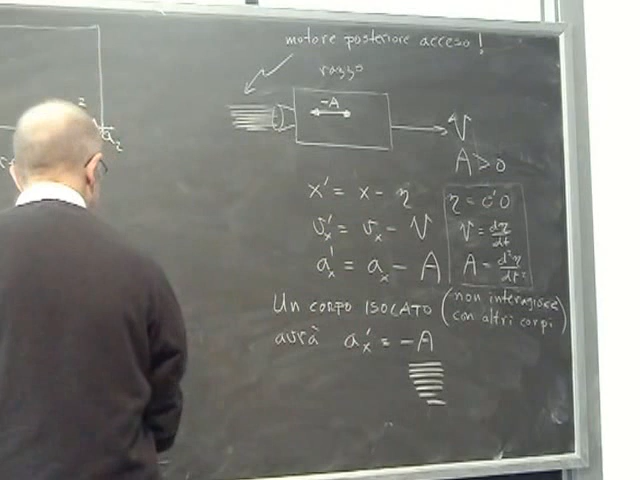 motore posteriore acceso!
razzo
-A
V
A > 0
x' = x - η
η = O'O
v'ₓ = vₓ - V
V = dη/dt
a'ₓ = aₓ - A
A = d²η/dt²
Un CORPO ISOLATO (non interagisce con altri corpi)
avrà a'ₓ = -A